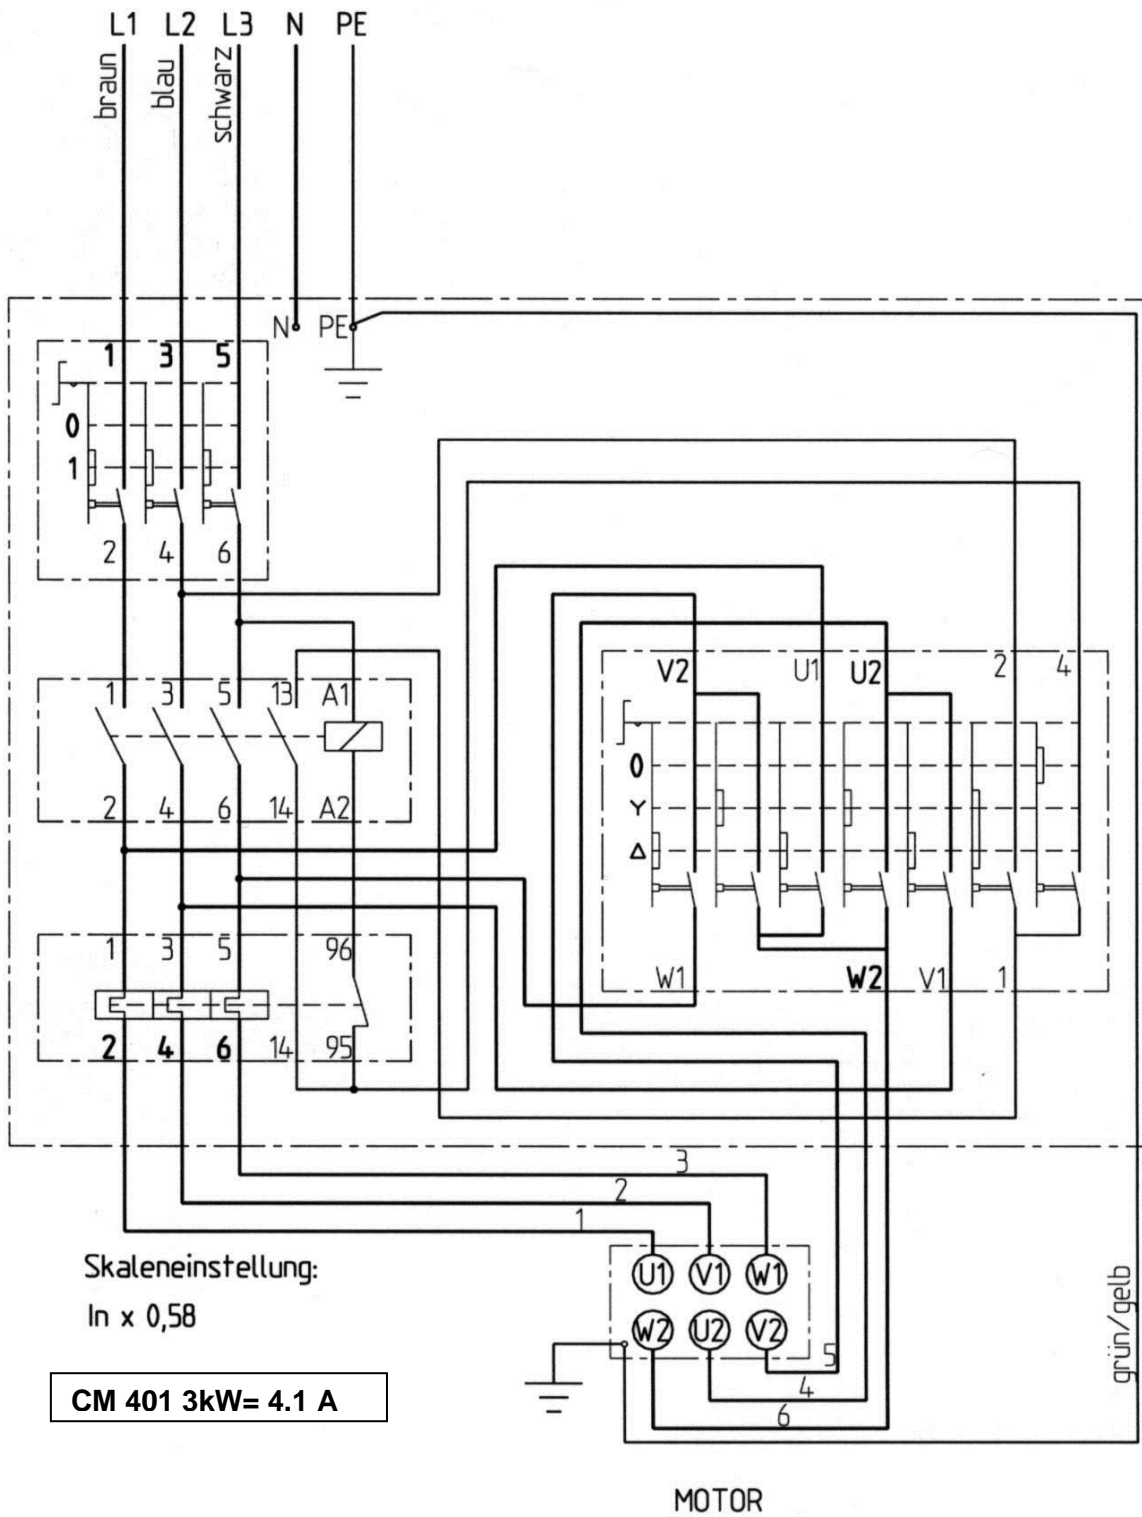 L1 L2 L3 N PE
braun
blau
schwarz
N PE
1 3 5
0
1
2 4 6
V2 U1 U2 2 4
1 3 5 13 A1
0
Y
Δ
2 4 6 14 A2
1 3 5 96
W1 W2 V1 1
2 4 6 14 95
3
2
1
Skaleneinstellung:
In x 0,58
U1 V1 W1
W2 U2 V2
5
4
6
grün/gelb
CM 401 3kW= 4.1 A
MOTOR